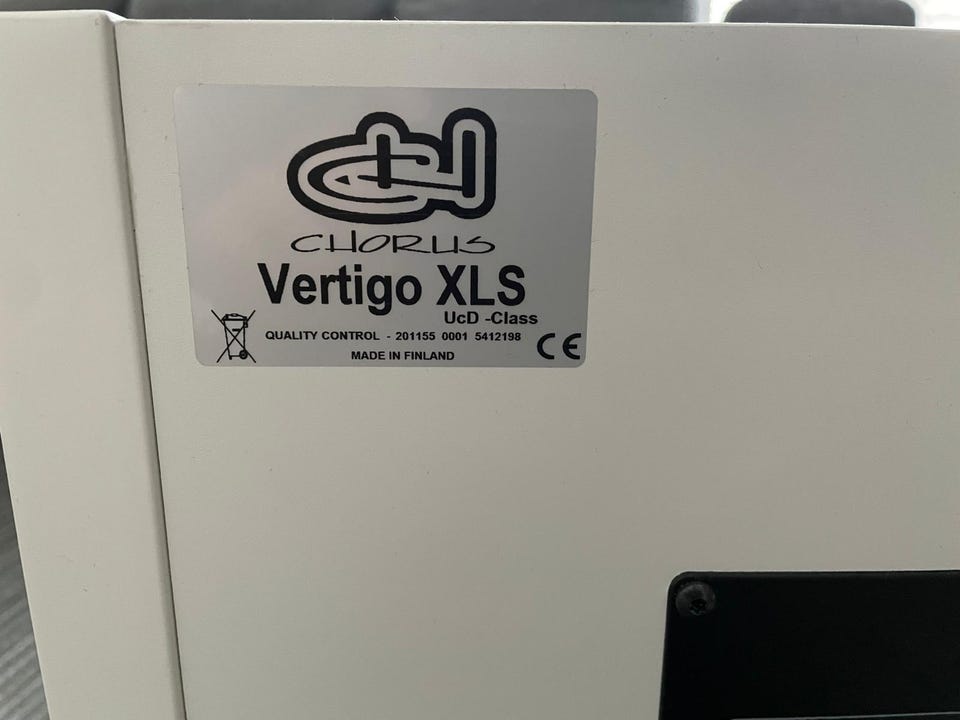 CHORUS
Vertigo XLS
UcD -Class
QUALITY CONTROL - 201155 0001 5412198
MADE IN FINLAND
CE